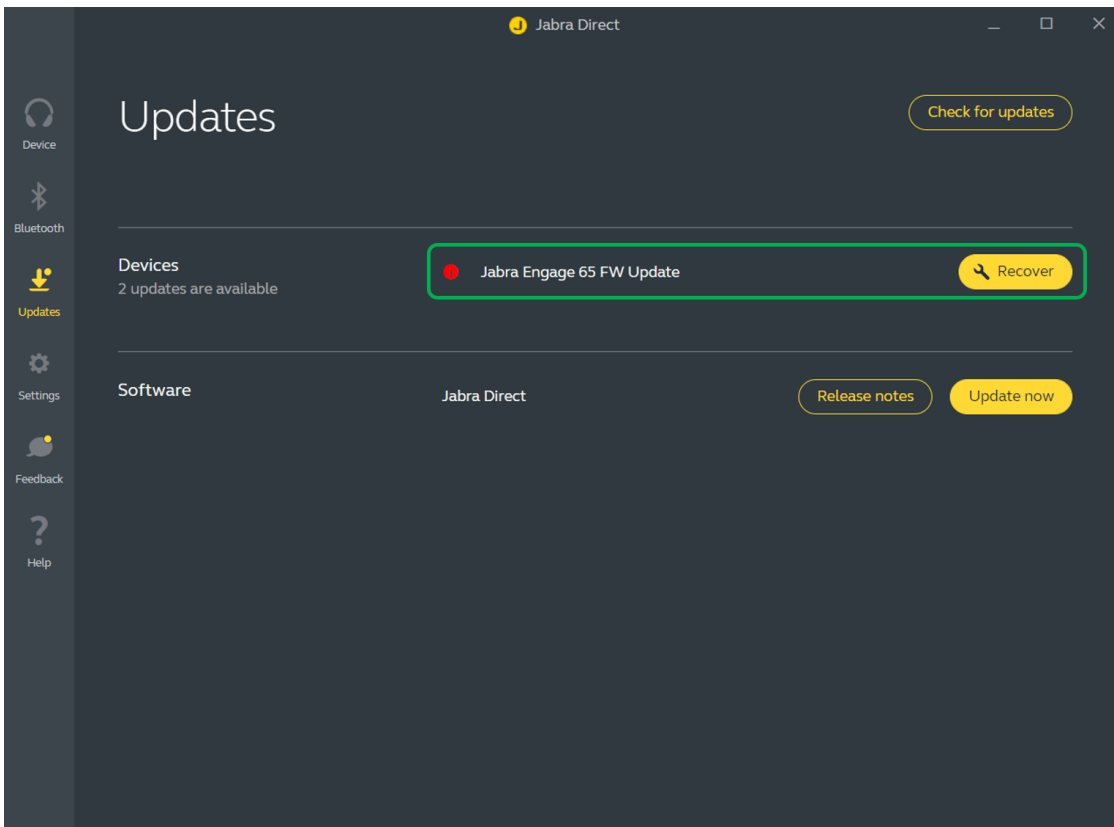 Jabra Direct
Device
Bluetooth
Updates
Settings
Feedback
Help
Updates
Check for updates
Devices
2 updates are available
Jabra Engage 65 FW Update
Recover
Software
Jabra Direct
Release notes
Update now